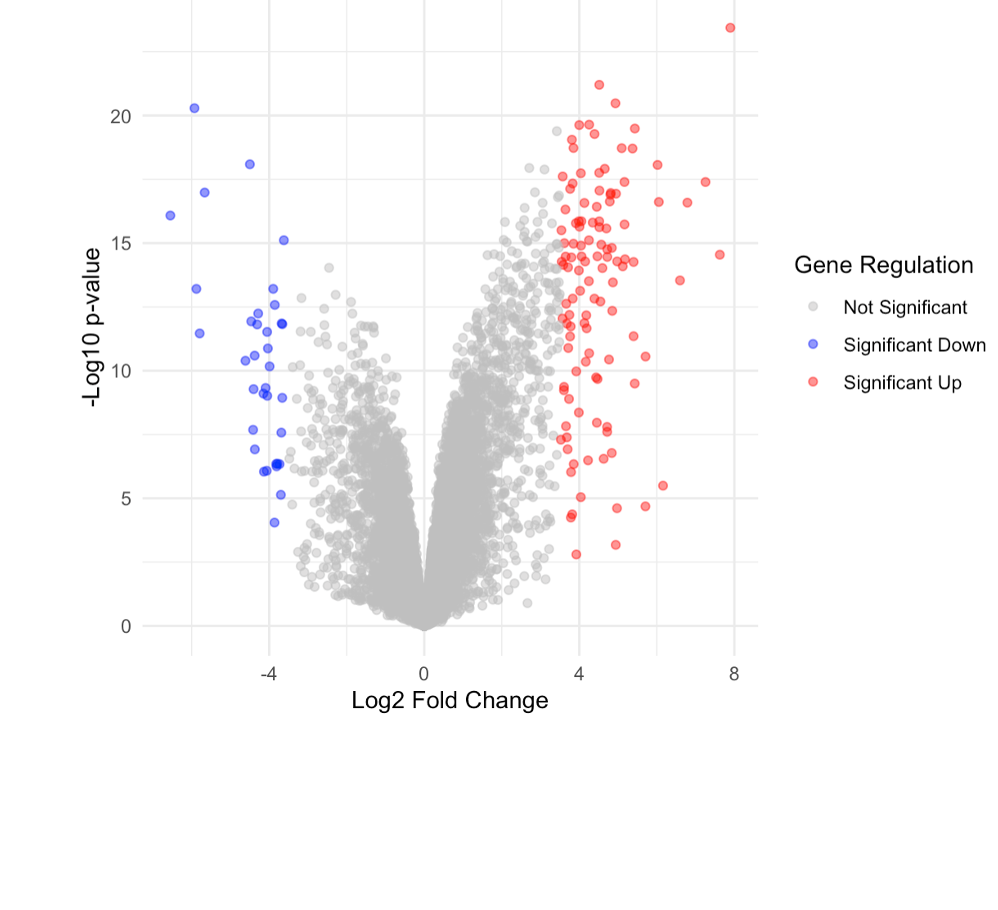 20
15
10
5
0
-4
0
4
8
-Log10 p-value
Log2 Fold Change
Gene Regulation
Not Significant
Significant Down
Significant Up